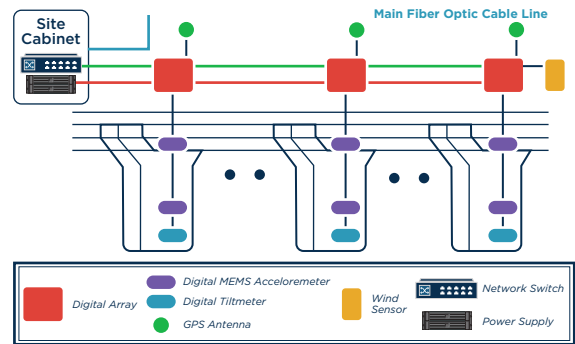 Site
Cabinet
Main Fiber Optic Cable Line
Digital Array
Digital MEMS Acceloremeter
Digital Tiltmeter
GPS Antenna
Wind
Sensor
Network Switch
Power Supply